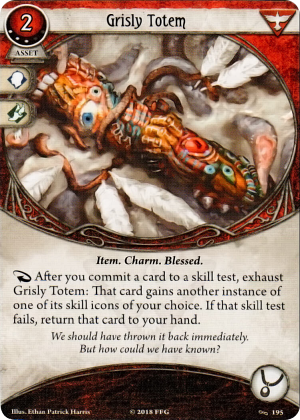 2
Grisly Totem
ASSET
Item. Charm. Blessed.
After you commit a card to a skill test, exhaust
Grisly Totem: That card gains another instance of
one of its skill icons of your choice. If that skill test
fails, return that card to your hand.
We should have thrown it back immediately.
But how could we have known?
Illus. Ethan Patrick Harris
© 2018 FFG
195